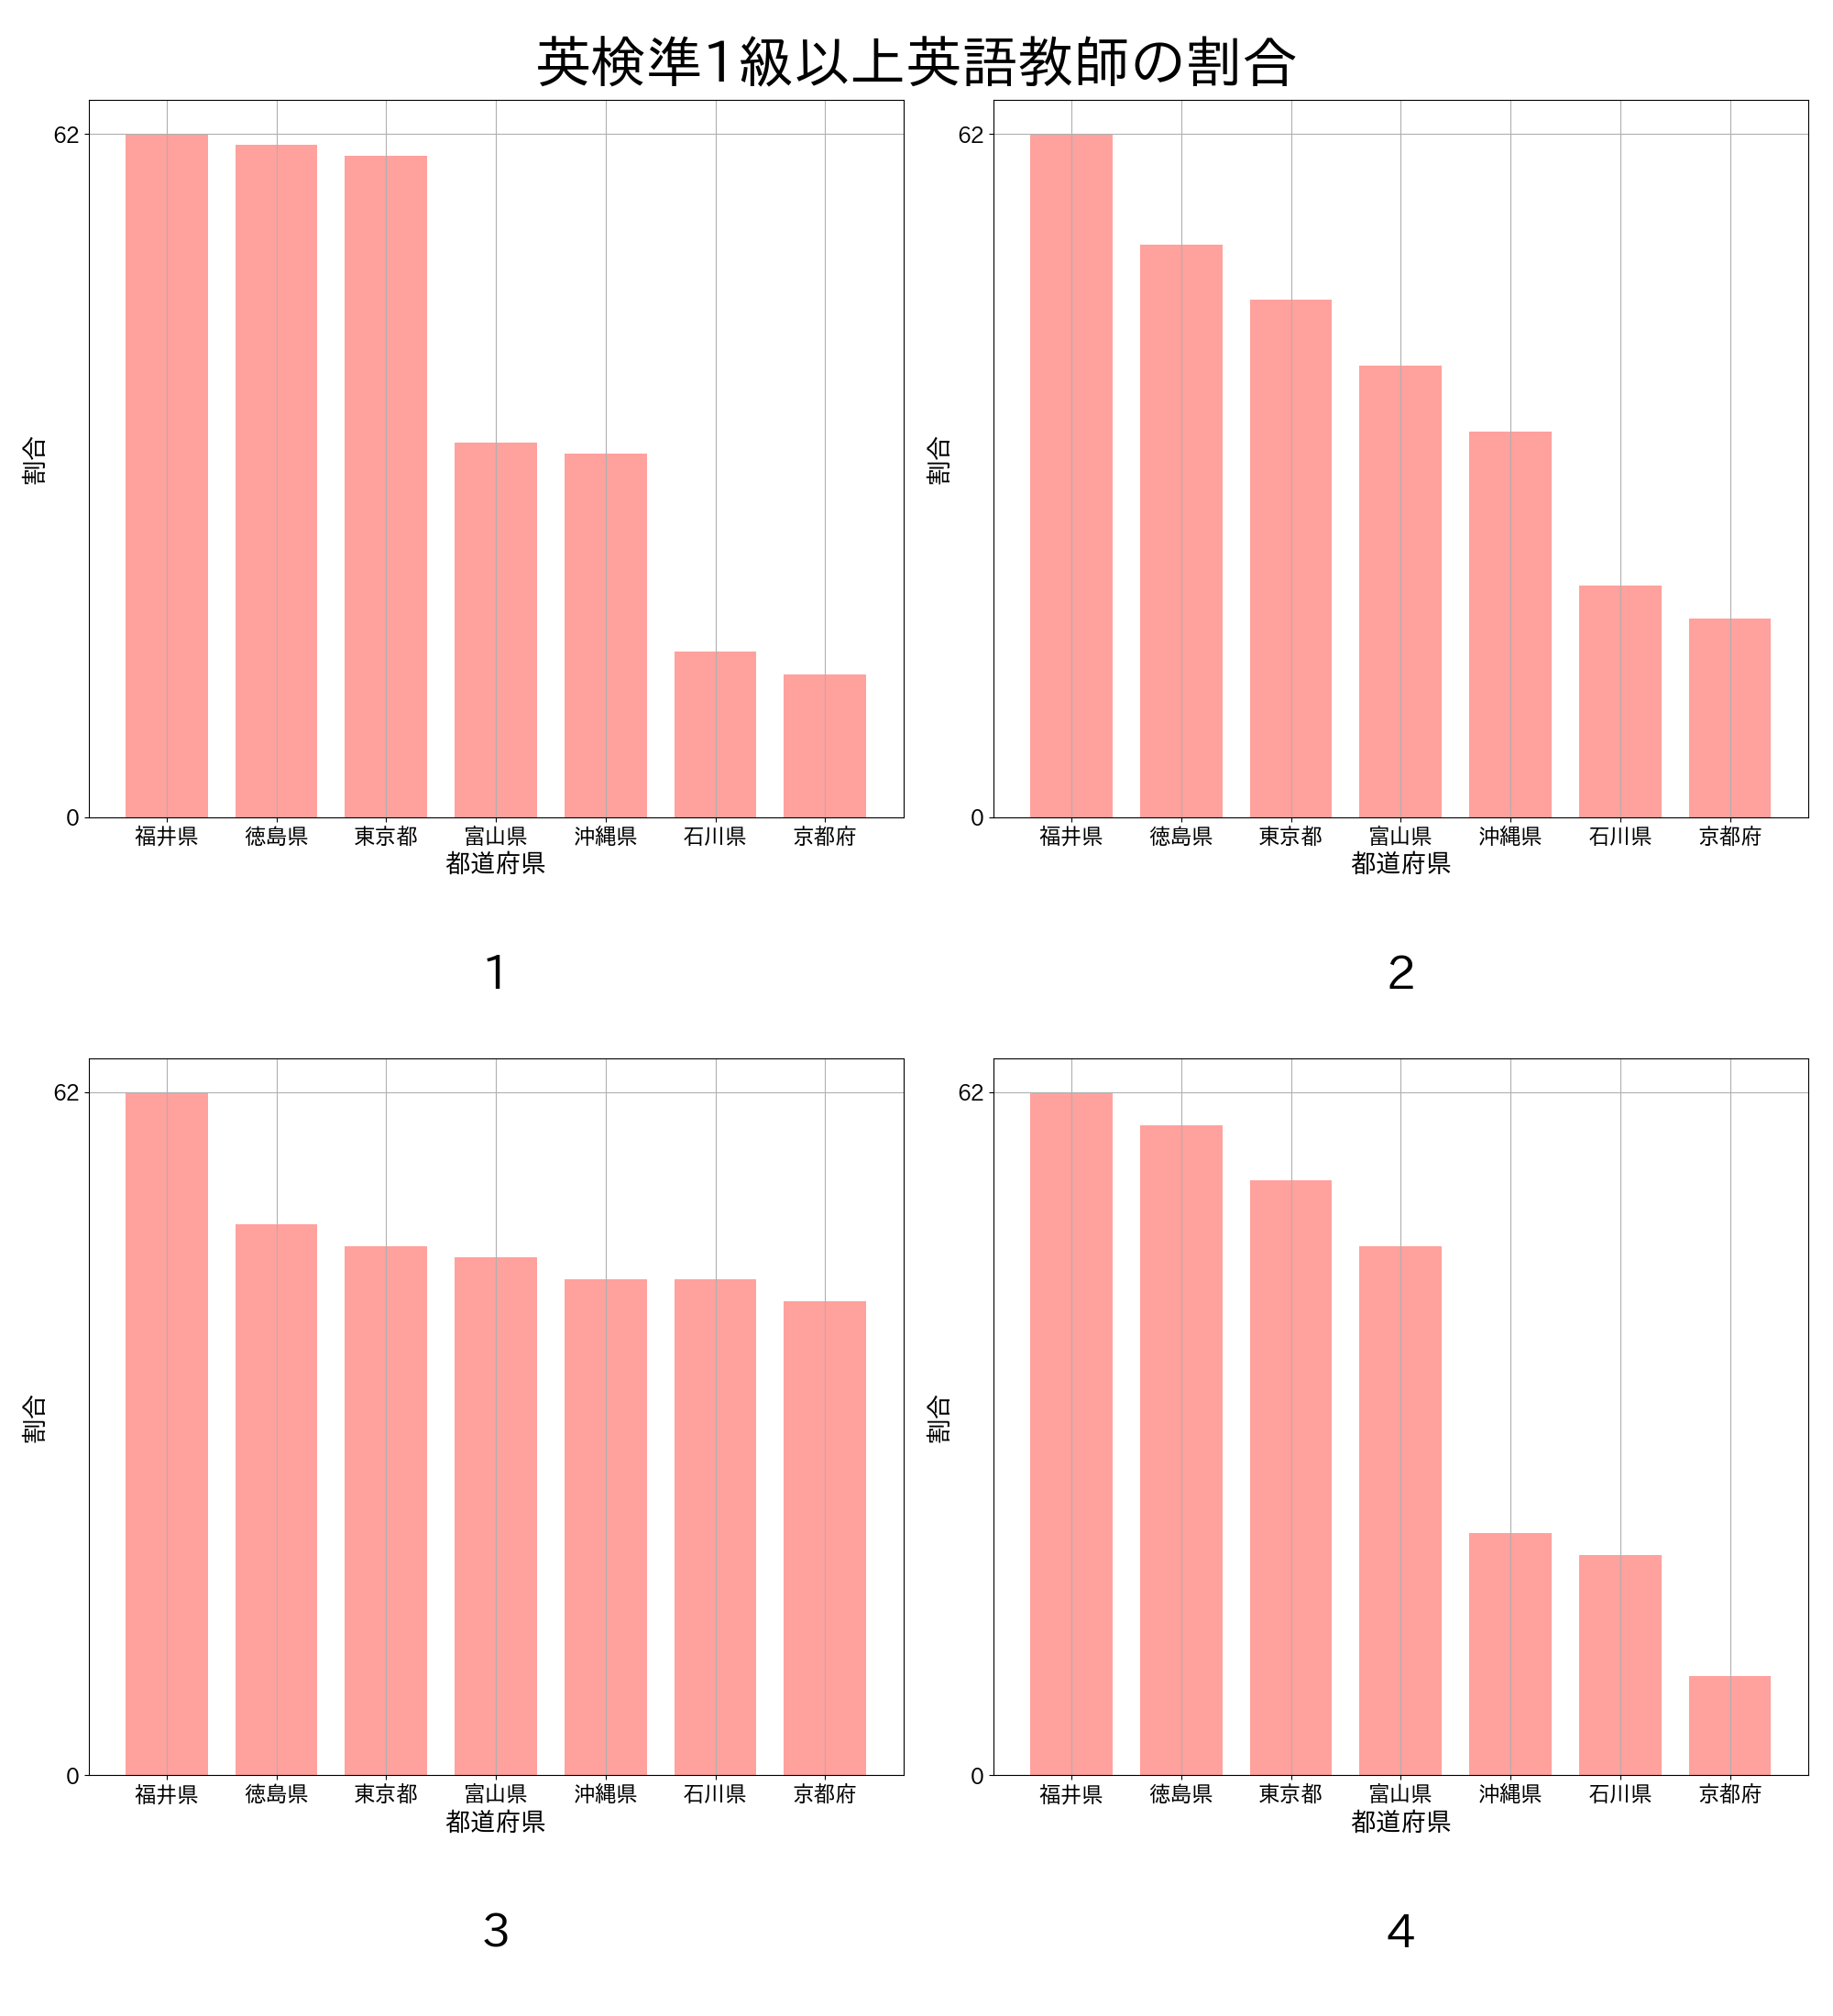 英検準1級以上英語教師の割合
62
0
割合
福井県 徳島県 東京都 富山県 沖縄県 石川県 京都府
都道府県
1
62
0
割合
福井県 徳島県 東京都 富山県 沖縄県 石川県 京都府
都道府県
2
62
0
割合
福井県 徳島県 東京都 富山県 沖縄県 石川県 京都府
都道府県
3
62
0
割合
福井県 徳島県 東京都 富山県 沖縄県 石川県 京都府
都道府県
4